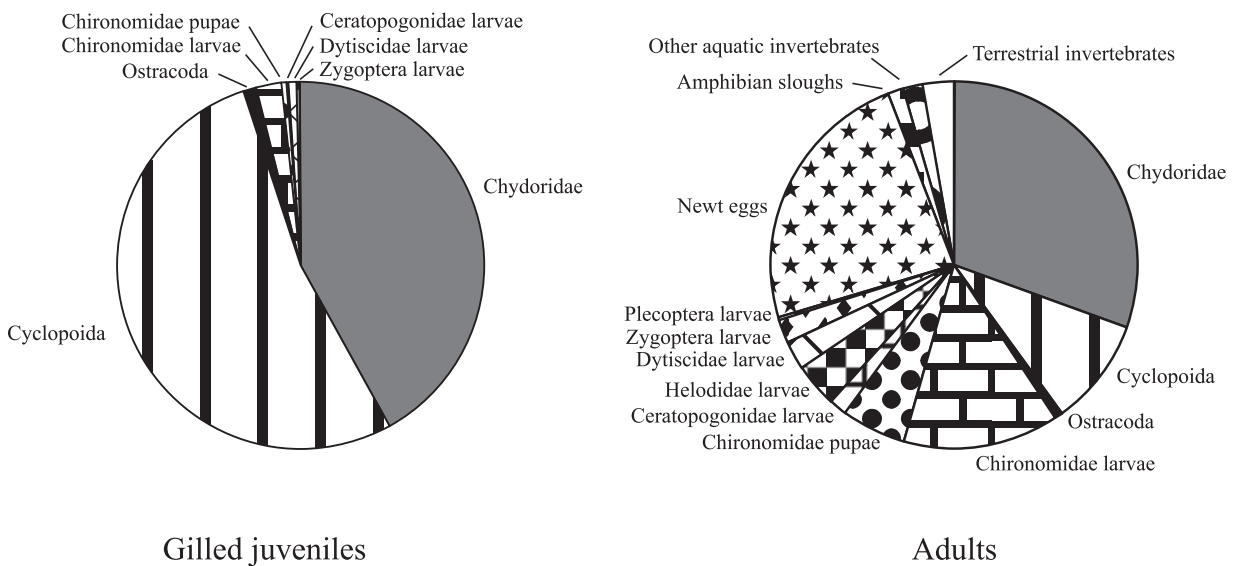 Chironomidae pupae
Chironomidae larvae
Ostracoda
Ceratopogonidae larvae
Dytiscidae larvae
Zygoptera larvae
Chydoridae
Cyclopoida
Gilled juveniles
Other aquatic invertebrates
Terrestrial invertebrates
Amphibian sloughs
Chydoridae
Newt eggs
Plecoptera larvae
Zygoptera larvae
Dytiscidae larvae
Helodidae larvae
Ceratopogonidae larvae
Chironomidae pupae
Cyclopoida
Ostracoda
Chironomidae larvae
Adults